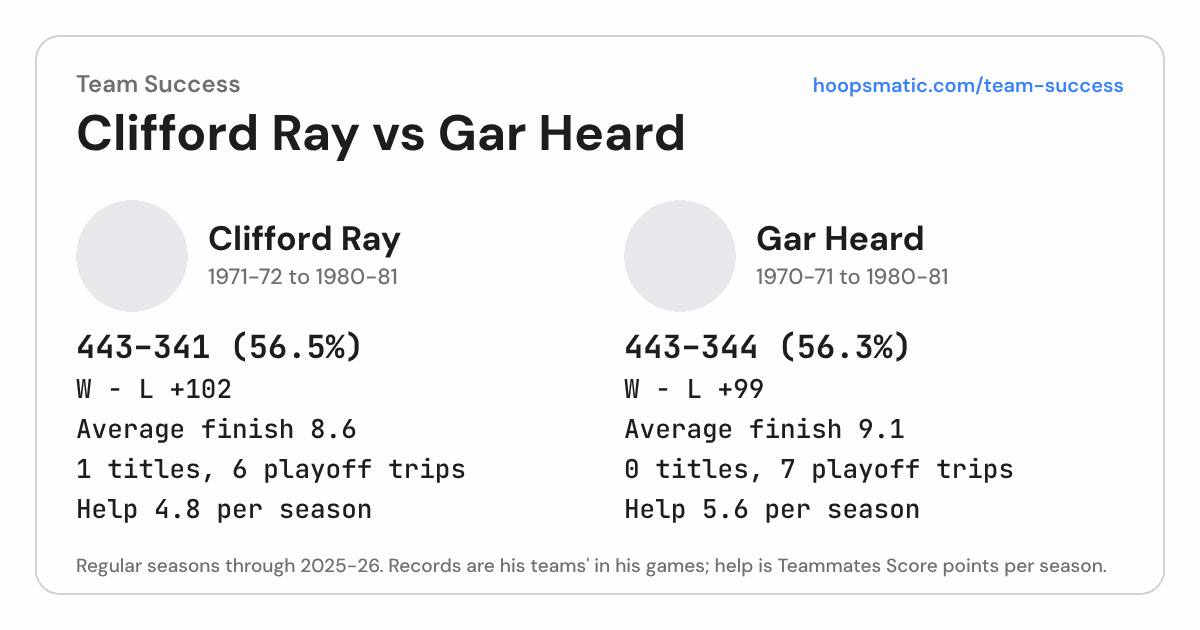 Team Success
hoopsmatic.com/team-success
Clifford Ray vs Gar Heard
Clifford Ray
1971-72 to 1980-81
443-341 (56.5%)
W - L +102
Average finish 8.6
1 titles, 6 playoff trips
Help 4.8 per season
Gar Heard
1970-71 to 1980-81
443-344 (56.3%)
W - L +99
Average finish 9.1
0 titles, 7 playoff trips
Help 5.6 per season
Regular seasons through 2025-26. Records are his teams' in his games; help is Teammates Score points per season.